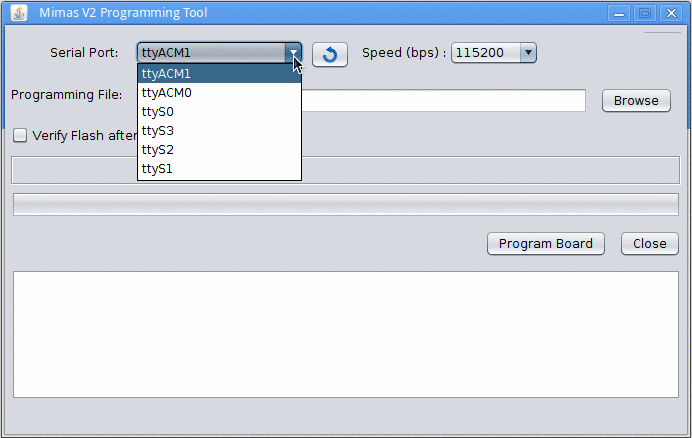 Mimas V2 Programming Tool
Serial Port: ttyACM1 Speed (bps) : 115200
ttyACM1
Programming File: ttyACM0 Browse
ttyS0
Verify Flash after ttyS3
ttyS2
ttyS1
Program Board Close